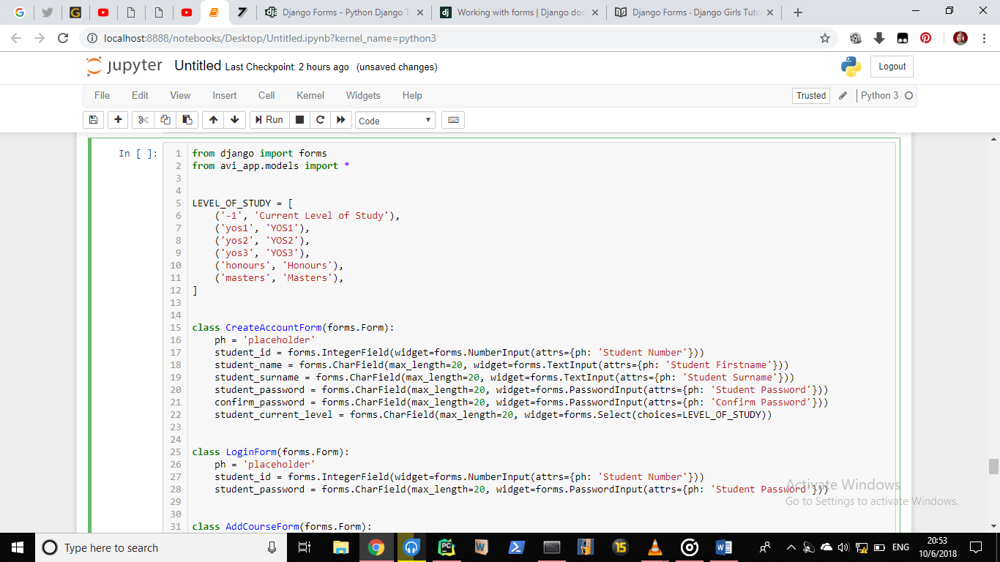 Django Forms - Python Django T
Working with forms | Django doc
Django Forms · Django Girls Tuto
localhost:8888/notebooks/Desktop/Untitled.ipynb?kernel_name=python3
jupyter Untitled Last Checkpoint: 2 hours ago (unsaved changes)
Logout
File Edit View Insert Cell Kernel Widgets Help
Trusted Python 3
Run Code
In [ ]:
1 from django import forms
2 from avi_app.models import *
3
4
5 LEVEL_OF_STUDY = [
6     ('-1', 'Current Level of Study'),
7     ('yos1', 'YOS1'),
8     ('yos2', 'YOS2'),
9     ('yos3', 'YOS3'),
10     ('honours', 'Honours'),
11     ('masters', 'Masters'),
12 ]
13
14
15 class CreateAccountForm(forms.Form):
16     ph = 'placeholder'
17     student_id = forms.IntegerField(widget=forms.NumberInput(attrs={ph: 'Student Number'}))
18     student_name = forms.CharField(max_length=20, widget=forms.TextInput(attrs={ph: 'Student Firstname'}))
19     student_surname = forms.CharField(max_length=20, widget=forms.TextInput(attrs={ph: 'Student Surname'}))
20     student_password = forms.CharField(max_length=20, widget=forms.PasswordInput(attrs={ph: 'Student Password'}))
21     confirm_password = forms.CharField(max_length=20, widget=forms.PasswordInput(attrs={ph: 'Confirm Password'}))
22     student_current_level = forms.CharField(max_length=20, widget=forms.Select(choices=LEVEL_OF_STUDY))
23
24
25 class LoginForm(forms.Form):
26     ph = 'placeholder'
27     student_id = forms.IntegerField(widget=forms.NumberInput(attrs={ph: 'Student Number'}))
28     student_password = forms.CharField(max_length=20, widget=forms.PasswordInput(attrs={ph: 'Student Password'}))
29
30
31 class AddCourseForm(forms.Form):
Activate Windows
Go to Settings to activate Windows.
Type here to search
15
ENG
20:53
10/6/2018